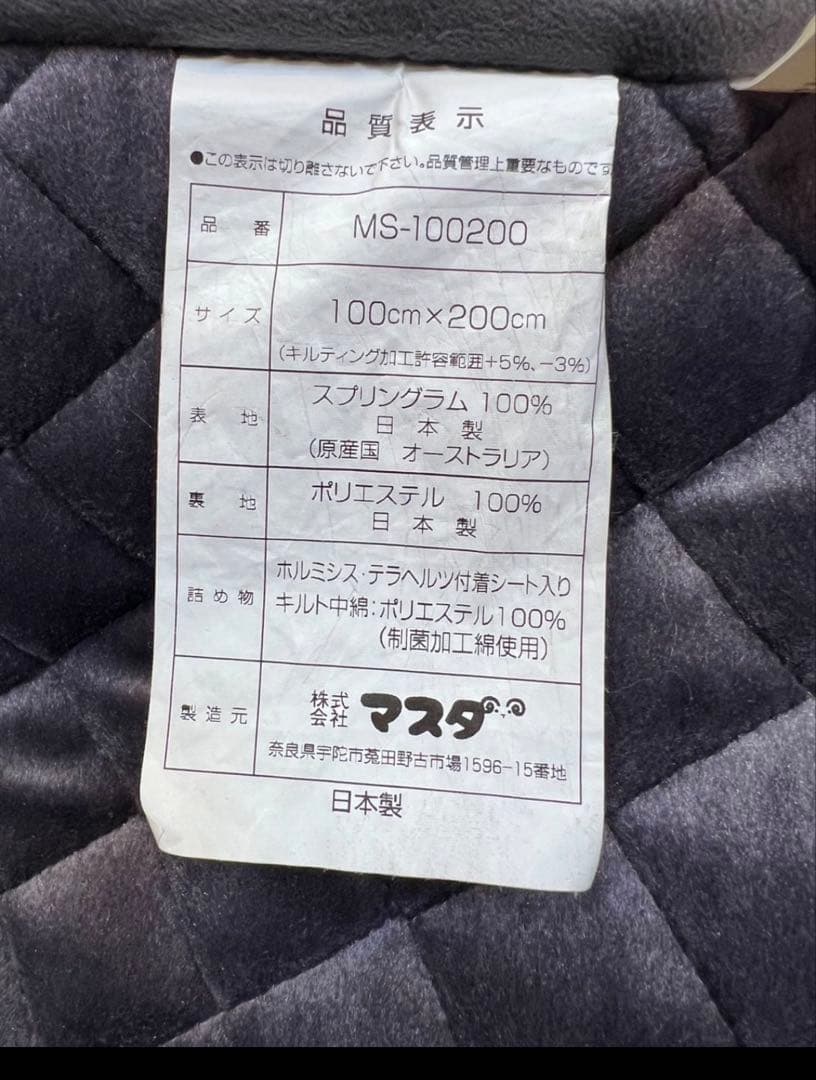 品質表示
●この表示は切り離さないで下さい。品質管理上重要なものです
品番 MS-100200
サイズ 100cm×200cm
(キルティング加工許容範囲+5%、-3%)
表地 スプリングラム 100%
日本製
(原産国 オーストラリア)
裏地 ポリエステル 100%
日本製
詰め物 ホルミシス・テラヘルツ付着シート入り
キルト中綿:ポリエステル100%
(制菌加工綿使用)
製造元 株式会社 マスダ
奈良県宇陀市菟田野古市場1596-15番地
日本製